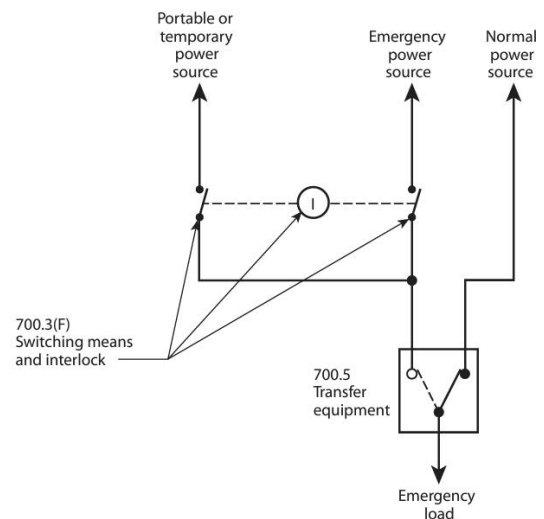 Portable or
temporary
power
source
Emergency
power
source
Normal
power
source
I
700.3(F)
Switching means
and interlock
700.5
Transfer
equipment
Emergency
load